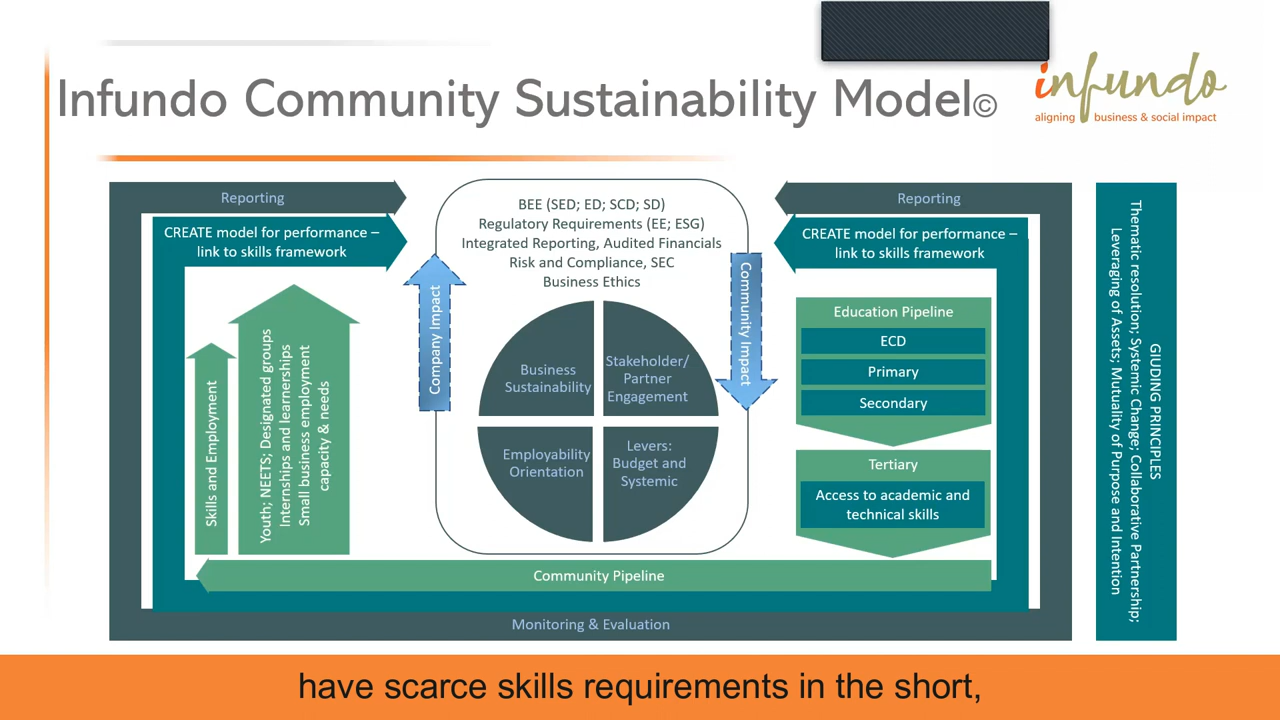 Infundo Community Sustainability Model©
infundo
aligning business & social impact
Reporting
CREATE model for performance –
link to skills framework
Skills and Employment
Youth; NEETS; Designated groups
Internships and learnerships
Small business employment
capacity & needs
Company Impact
BEE (SED; ED; SCD; SD)
Regulatory Requirements (EE; ESG)
Integrated Reporting, Audited Financials
Risk and Compliance, SEC
Business Ethics
Business
Sustainability
Stakeholder/
Partner
Engagement
Employability
Orientation
Levers:
Budget and
Systemic
Community Impact
Reporting
CREATE model for performance –
link to skills framework
Education Pipeline
ECD
Primary
Secondary
Tertiary
Access to academic and
technical skills
Community Pipeline
Monitoring & Evaluation
GIUDING PRINCIPLES
Thematic resolution; Systemic Change; Collaborative Partnership;
Leveraging of Assets; Mutuality of Purpose and Intention
have scarce skills requirements in the short,